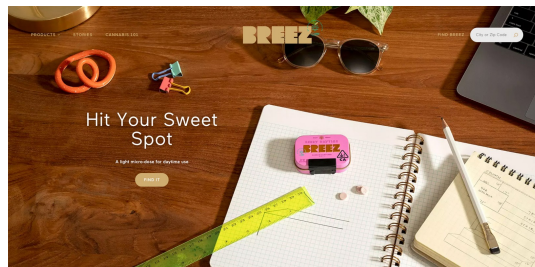 PRODUCTS
STORIES
CANNABIS 101
BREEZ
FIND BREEZ
City or Zip Code
Hit Your Sweet
Spot
A light micro-dose for daytime use
FIND IT
BREEZ